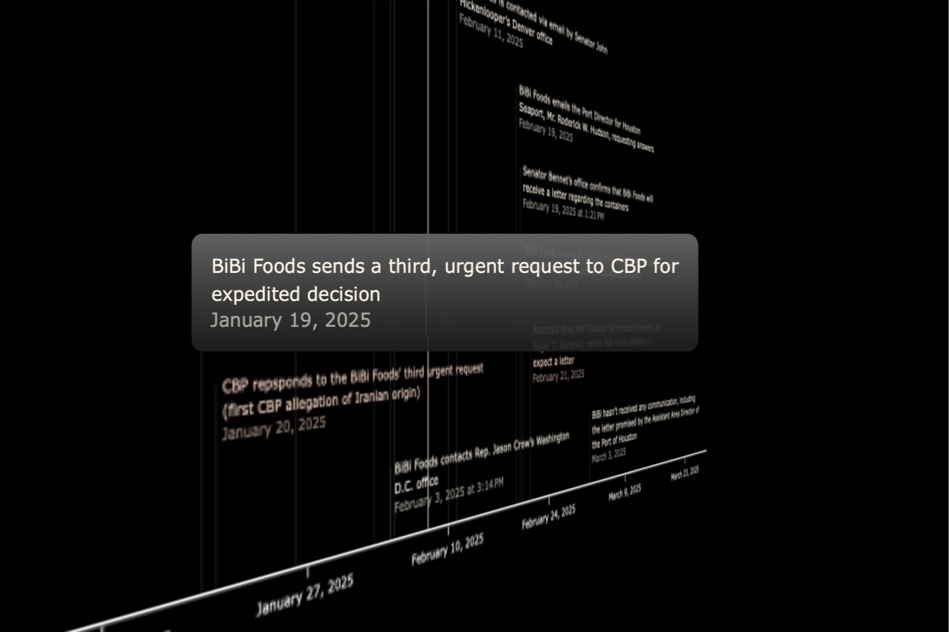 is contacted via email by Senator John
Hickenlooper's Denver office
February 11, 2025
BiBi Foods emails the Port Director for Houston
Seaport, Mr. Roderick W. Hudson, requesting answers
February 19, 2025
Senator Bennet's office confirms that BiBi Foods will
receive a letter regarding the containers
February 19, 2025 at 1:21 PM
BiBi Foods sends a third, urgent request to CBP for
expedited decision
January 19, 2025
Assistant Area Port Director for Houston Seaport, Mr.
Roger D.
expect a letter
February 21, 2025
CBP repsponds to the BiBi Foods' third urgent request
(first CBP allegation of Iranian origin)
January 20, 2025
BiBi Foods contacts Rep. Jason Crow's Washington
D.C. office
February 3, 2025 at 3:14 PM
BiBi hasn't received any communication, including
the letter promised by the Assistant Area Director of
the Port of Houston
March 3, 2025
January 27, 2025
February 10, 2025
February 24, 2025
March 9, 2025
March 23, 2025